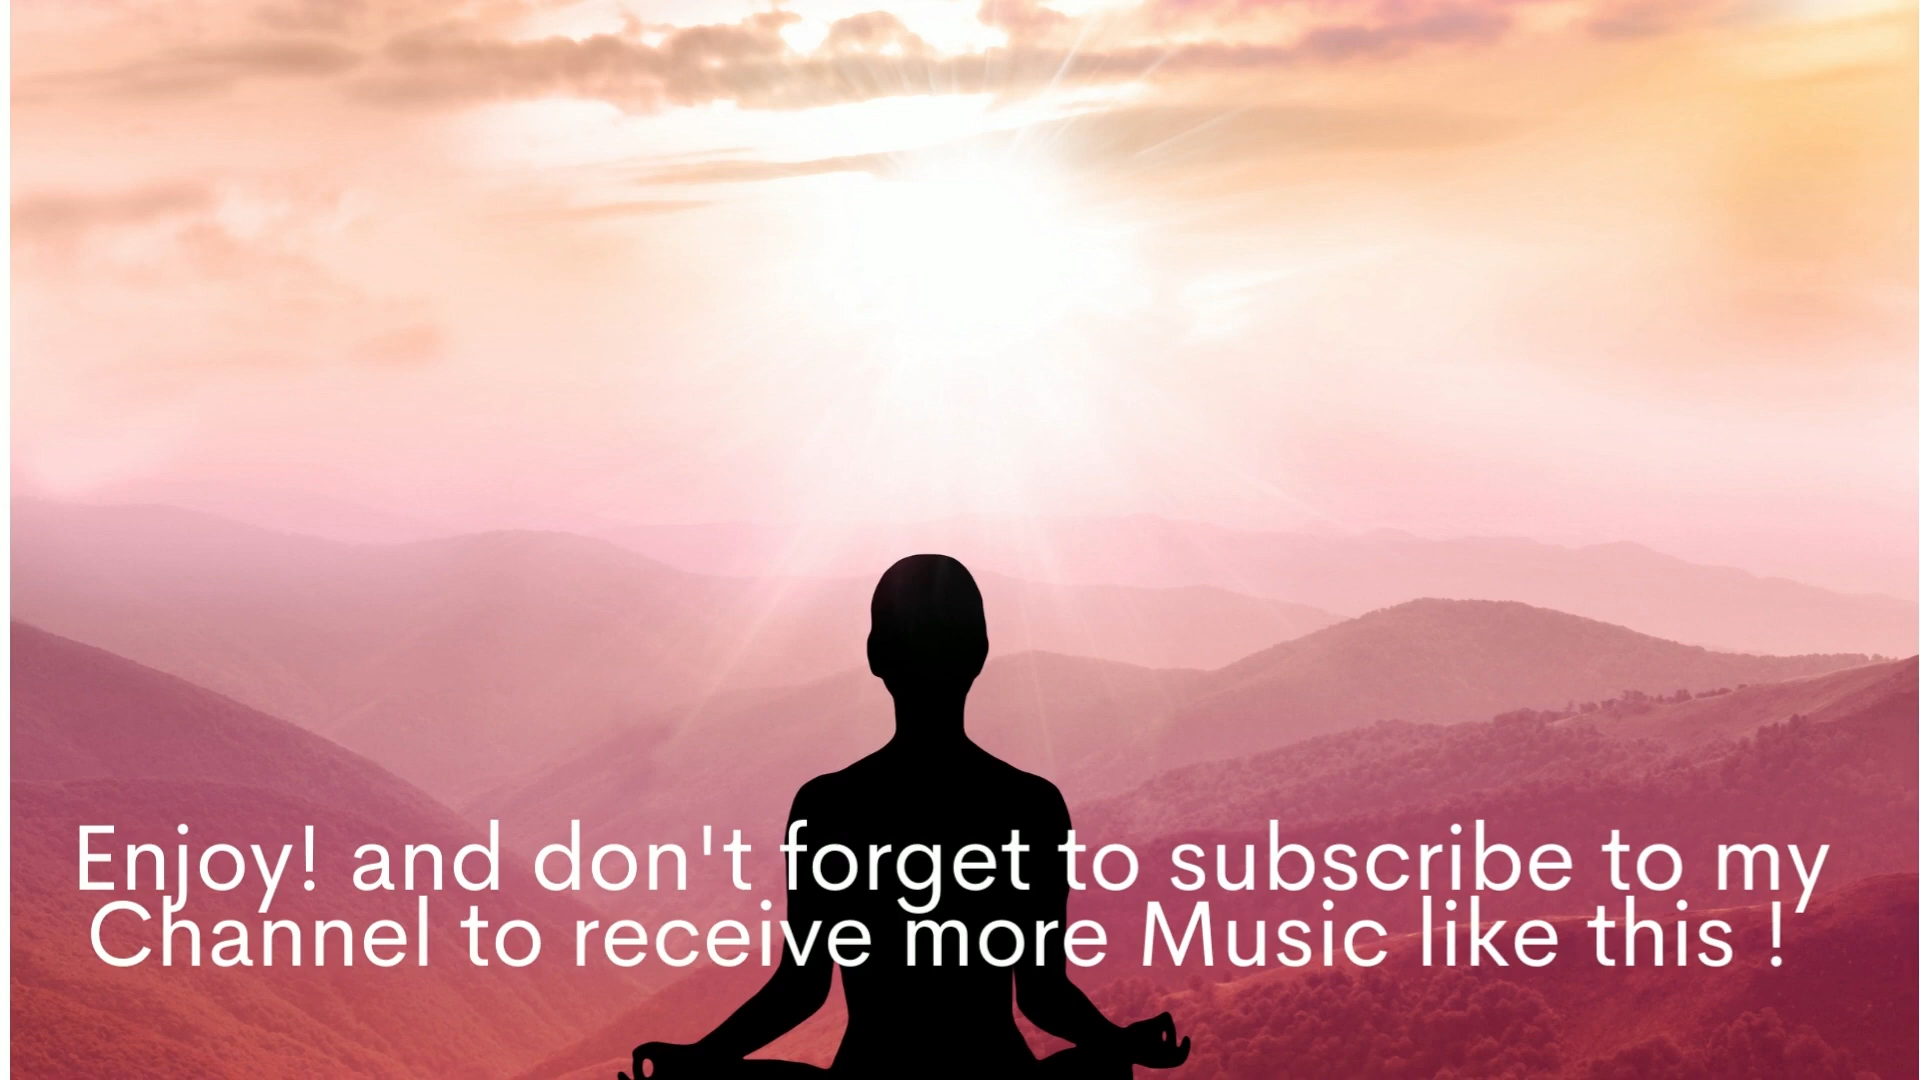 Enjoy! and don't forget to subscribe to my
Channel to receive more Music like this !